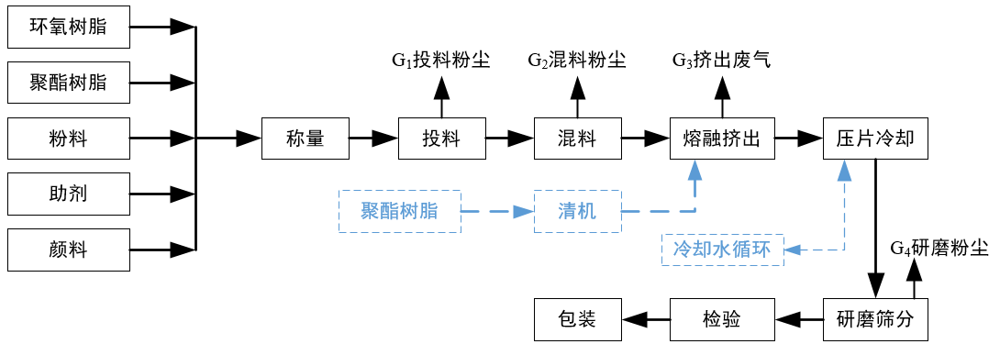 环氧树脂
聚酯树脂
粉料
助剂
颜料
称量
G₁投料粉尘
投料
G₂混料粉尘
混料
G₃挤出废气
熔融挤出
压片冷却
聚酯树脂
清机
冷却水循环
G₄研磨粉尘
研磨筛分
检验
包装